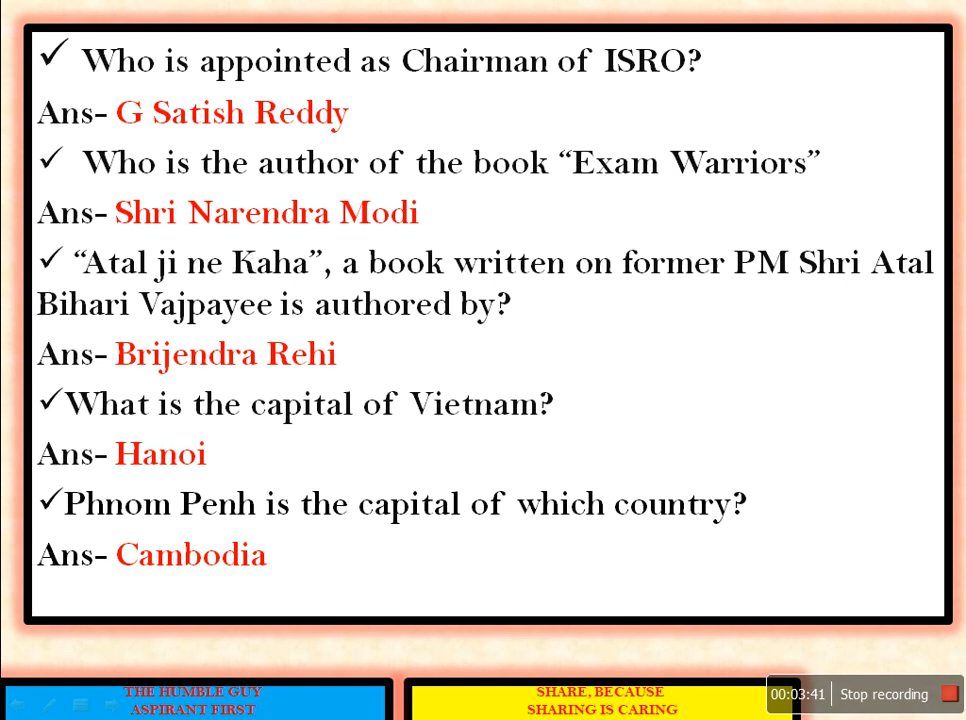 ✓ Who is appointed as Chairman of ISRO?
Ans- G Satish Reddy
✓ Who is the author of the book “Exam Warriors”
Ans- Shri Narendra Modi
✓ “Atal ji ne Kaha”, a book written on former PM Shri Atal
Bihari Vajpayee is authored by?
Ans- Brijendra Rehi
✓What is the capital of Vietnam?
Ans- Hanoi
✓Phnom Penh is the capital of which country?
Ans- Cambodia
THE HUMBLE GUY
ASPIRANT FIRST
SHARE, BECAUSE
SHARING IS CARING
00:03:41 Stop recording